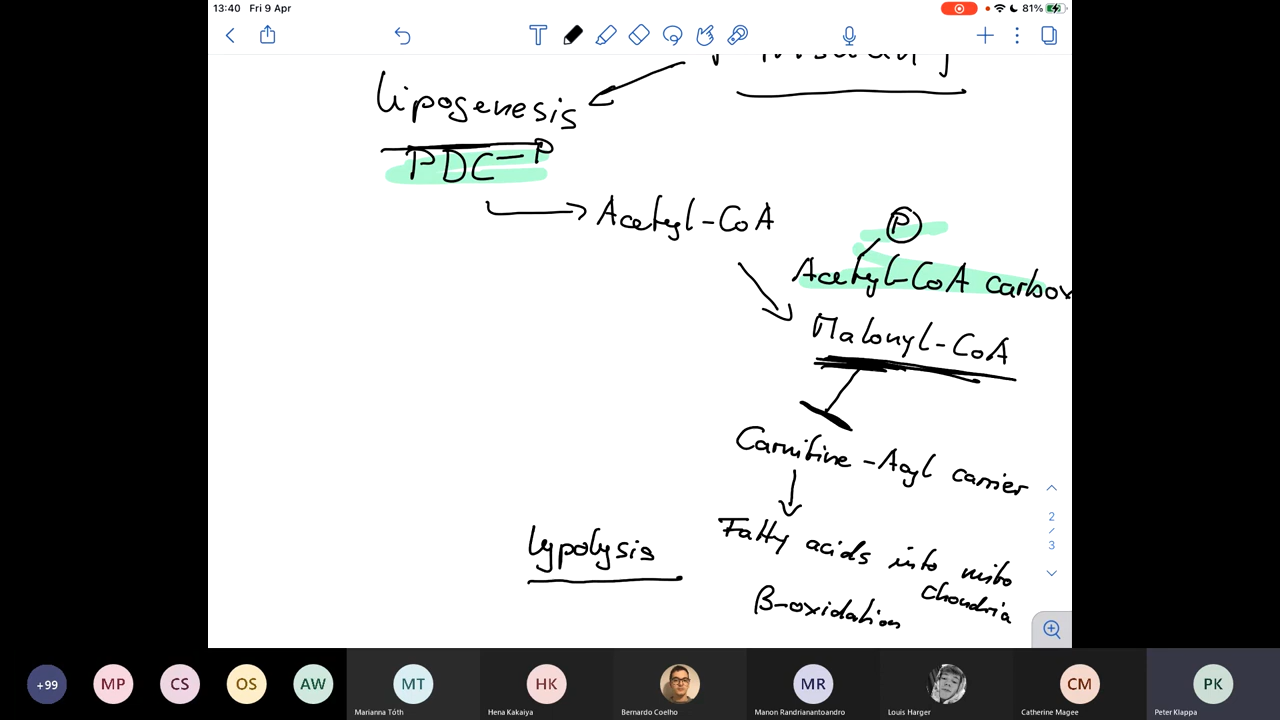 13:40 Fri 9 Apr
81%
lipogenesis
PDC-P
Acetyl-CoA
P
Acetyl-CoA carbox
Malonyl-CoA
Carnitine-Acyl carrier
Fatty acids into mito
chondria
lypolysis
β-oxidation
2
/
3
+99
MP
CS
OS
AW
MT
Marianna Tóth
HK
Hena Kakaiya
Bernardo Coelho
MR
Manon Randrianantoandro
Louis Harger
CM
Catherine Magee
PK
Peter Klappa